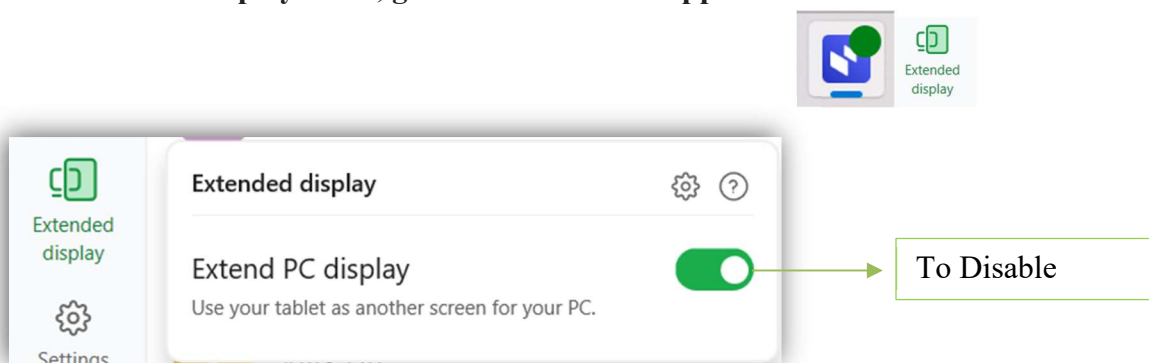 Extended
display
Extended display
Extended
display
Extend PC display
To Disable
Use your tablet as another screen for your PC.
Settings